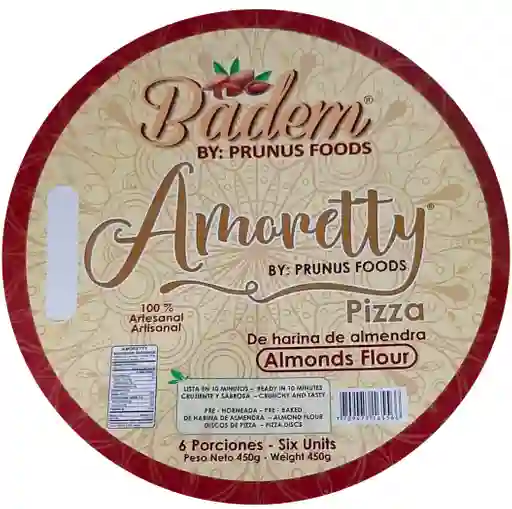 Badem®
BY: PRUNUS FOODS
Amoretty®
BY: PRUNUS FOODS
Pizza
100 %
Artesanal
Artisanal
De harina de almendra
Almonds Flour
LISTA EN 10 MINUTOS - READY IN 10 MINUTES
CRUJIENTE Y SABROSA - CRUNCHY AND TASTY
PRE - HORNEADA - PRE - BAKED
DE HARINA DE ALMENDRA - ALMOND FLOUR
DISCOS DE PIZZA - PIZZA DISCS
6 Porciones - Six Units
Peso Neto 450g- Weight 450g